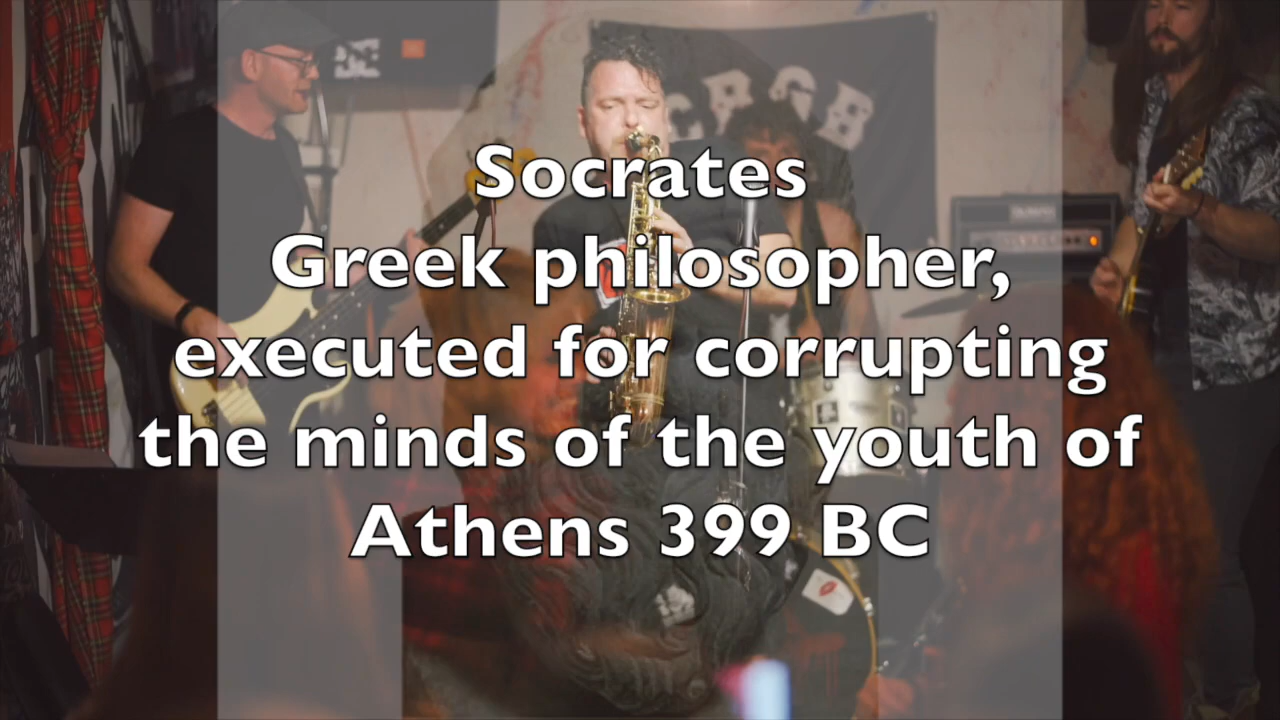 Socrates
Greek philosopher,
executed for corrupting
the minds of the youth of
Athens 399 BC